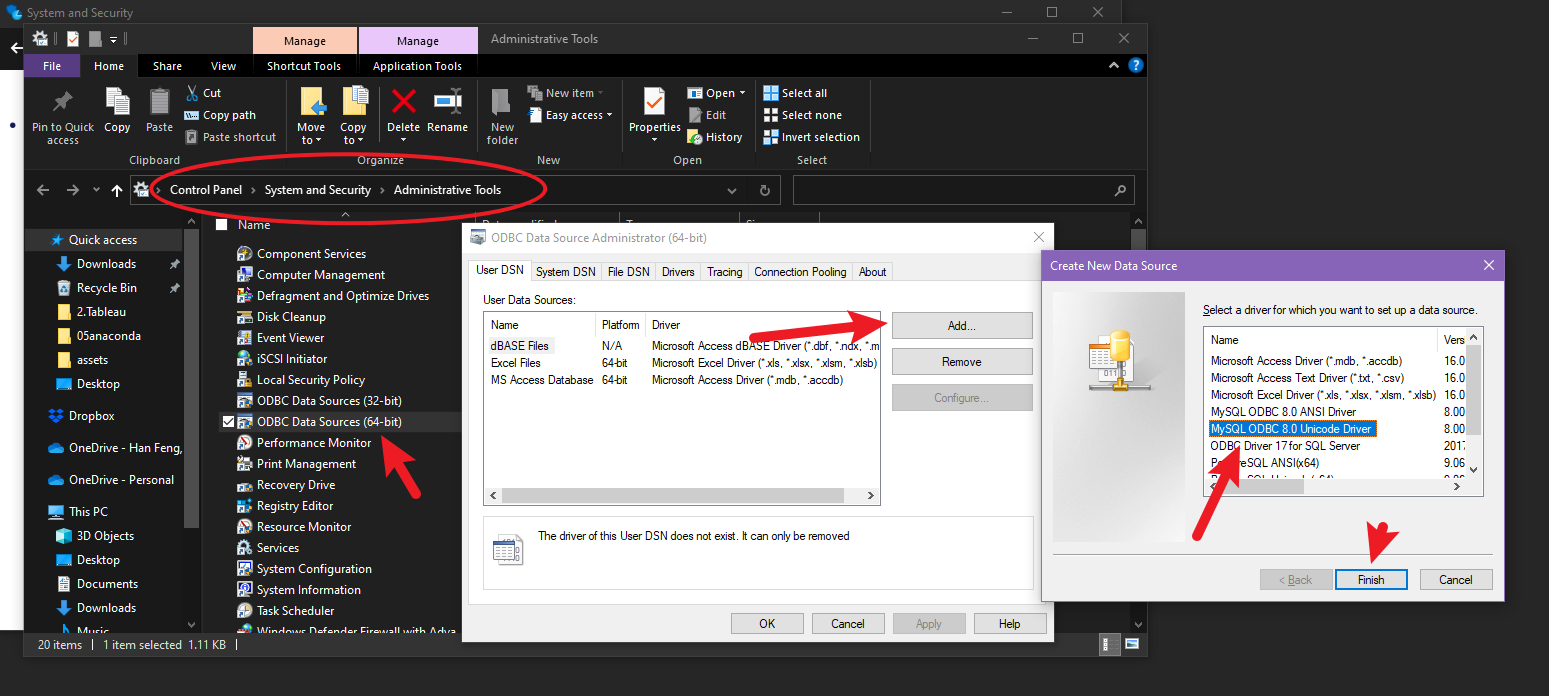 System and Security
Manage
Manage
Administrative Tools
File
Home
Share
View
Shortcut Tools
Application Tools
Pin to Quick access
Copy
Paste
Cut
Copy path
Paste shortcut
Clipboard
Move to
Copy to
Delete
Rename
Organize
New folder
New item
Easy access
New
Properties
Open
Edit
History
Open
Select all
Select none
Invert selection
Select
Control Panel > System and Security > Administrative Tools
Quick access
Downloads
Recycle Bin
2.Tableau
05anaconda
assets
Desktop
Dropbox
OneDrive - Han Feng,
OneDrive - Personal
This PC
3D Objects
Desktop
Documents
Downloads
Music
Name
Component Services
Computer Management
Defragment and Optimize Drives
Disk Cleanup
Event Viewer
iSCSI Initiator
Local Security Policy
ODBC Data Sources (32-bit)
ODBC Data Sources (64-bit)
Performance Monitor
Print Management
Recovery Drive
Registry Editor
Resource Monitor
Services
System Configuration
System Information
Task Scheduler
Windows Defender Firewall with Adva
20 items
1 item selected 1.11 KB
ODBC Data Source Administrator (64-bit)
User DSN
System DSN
File DSN
Drivers
Tracing
Connection Pooling
About
User Data Sources:
Name Platform Driver
dBASE Files N/A Microsoft Access dBASE Driver (*.dbf, *.ndx, *.m
Excel Files 64-bit Microsoft Excel Driver (*.xls, *.xlsx, *.xlsm, *.xlsb)
MS Access Database 64-bit Microsoft Access Driver (*.mdb, *.accdb)
Add...
Remove
Configure...
The driver of this User DSN does not exist. It can only be removed
OK
Cancel
Apply
Help
Create New Data Source
Select a driver for which you want to set up a data source.
Name Vers
Microsoft Access Driver (*.mdb, *.accdb) 16.0
Microsoft Access Text Driver (*.txt, *.csv) 16.0
Microsoft Excel Driver (*.xls, *.xlsx, *.xlsm, *.xlsb) 16.0
MySQL ODBC 8.0 ANSI Driver 8.00
MySQL ODBC 8.0 Unicode Driver 8.00
ODBC Driver 17 for SQL Server 2017
ANSI(x64) 9.06
< Back
Finish
Cancel